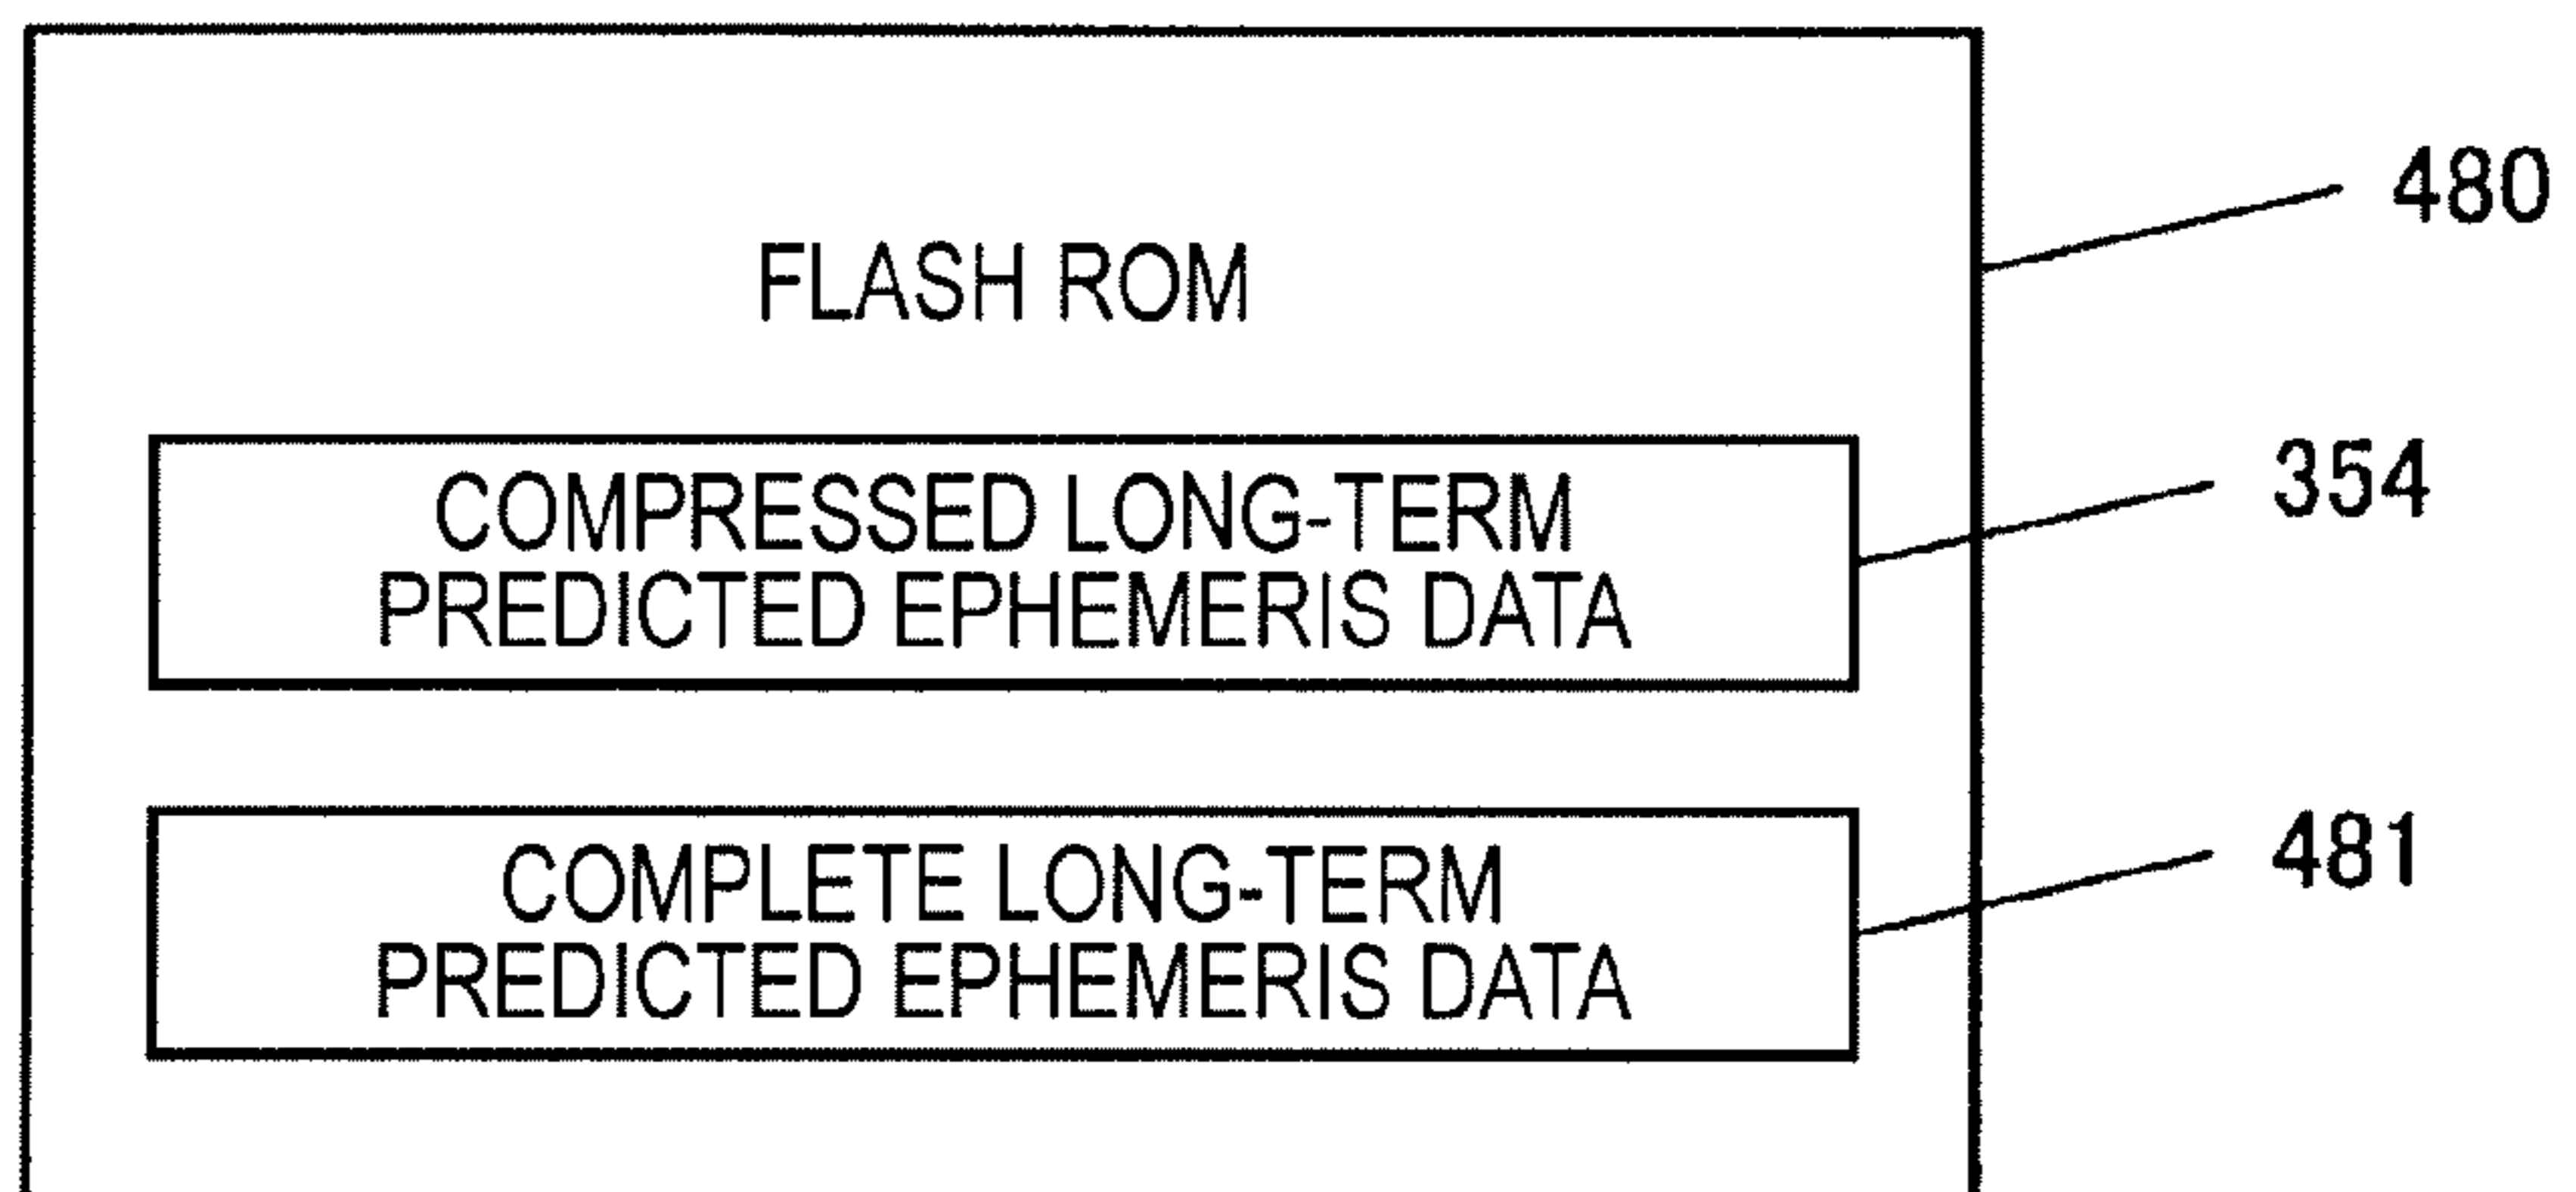 480
FLASH ROM
354
COMPRESSED LONG-TERM
PREDICTED EPHEMERIS DATA
481
COMPLETE LONG-TERM
PREDICTED EPHEMERIS DATA